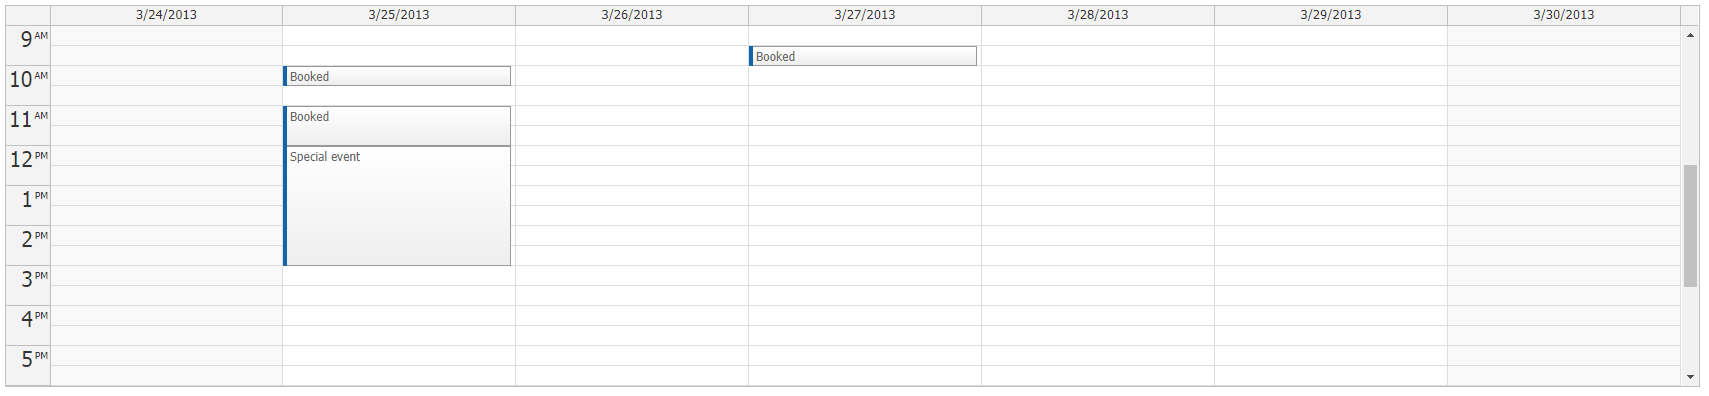 3/24/2013 3/25/2013 3/26/2013 3/27/2013 3/28/2013 3/29/2013 3/30/2013
9 AM
Booked
10 AM Booked
11 AM Booked
12 PM Special event
1 PM
2 PM
3 PM
4 PM
5 PM